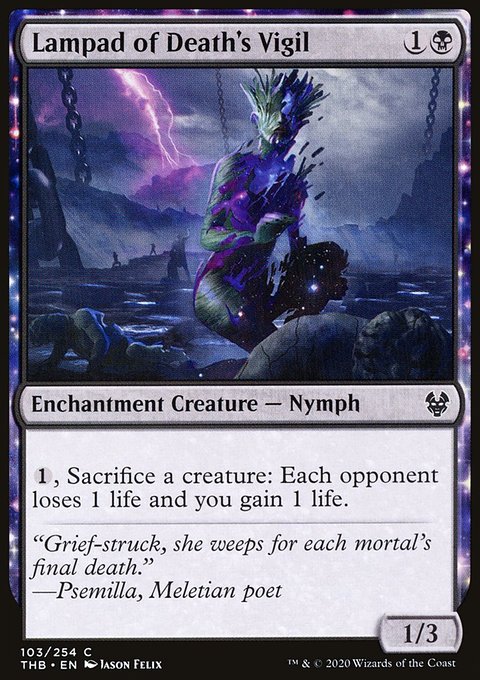 Lampad of Death's Vigil 1
Enchantment Creature — Nymph
1, Sacrifice a creature: Each opponent
loses 1 life and you gain 1 life.
“Grief-struck, she weeps for each mortal's
final death.”
—Psemilla, Meletian poet
1/3
103/254 C
THB • EN Jason Felix
™ & © 2020 Wizards of the Coast